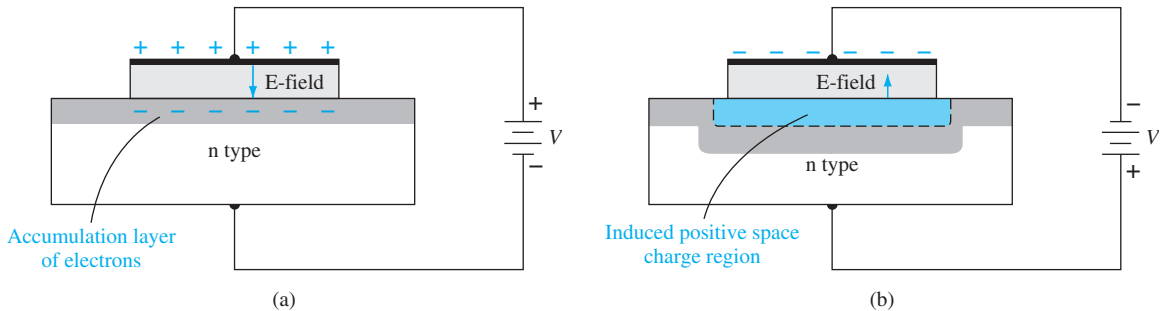 + + + + + +
E-field
− − − − − −
n type
+
V
−
Accumulation layer
of electrons
(a)
− − − − − −
E-field
n type
−
V
+
Induced positive space
charge region
(b)